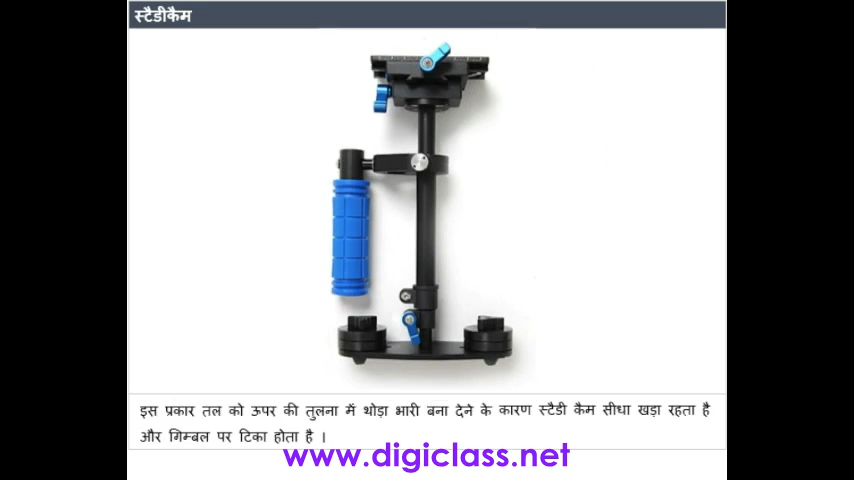 स्टैडीकैम
इस प्रकार तल को ऊपर की तुलना में थोड़ा भारी बना देने के कारण स्टैडी कैम सीधा खड़ा रहता है
और गिम्बल पर टिका होता है ।
www.digiclass.net